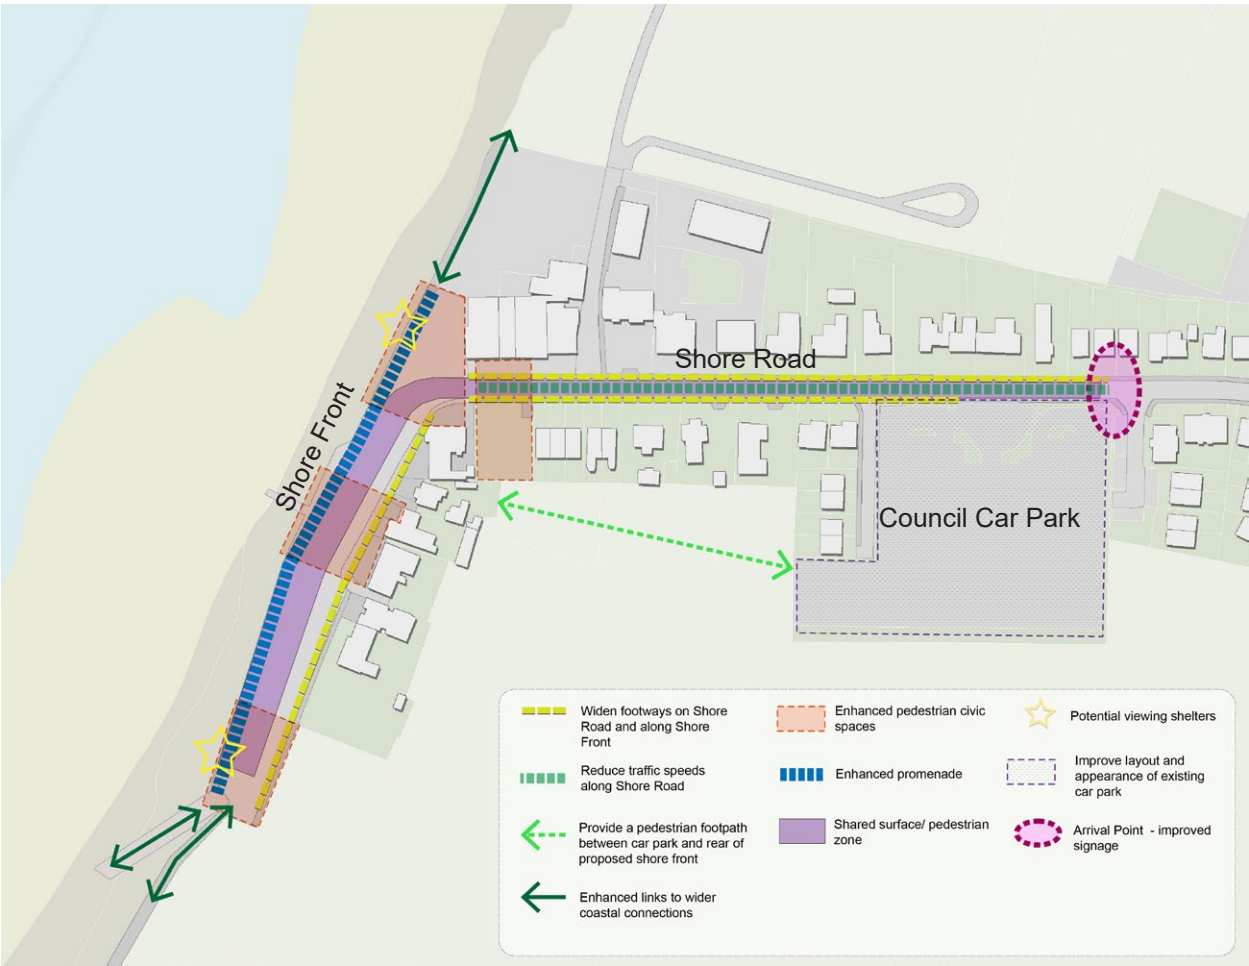 Shore Road
Shore Front
Council Car Park
Widen footways on Shore
Road and along Shore
Front
Reduce traffic speeds
along Shore Road
Provide a pedestrian footpath
between car park and rear of
proposed shore front
Enhanced links to wider
coastal connections
Enhanced pedestrian civic
spaces
Enhanced promenade
Shared surface/ pedestrian
zone
Potential viewing shelters
Improve layout and
appearance of existing
car park
Arrival Point - improved
signage